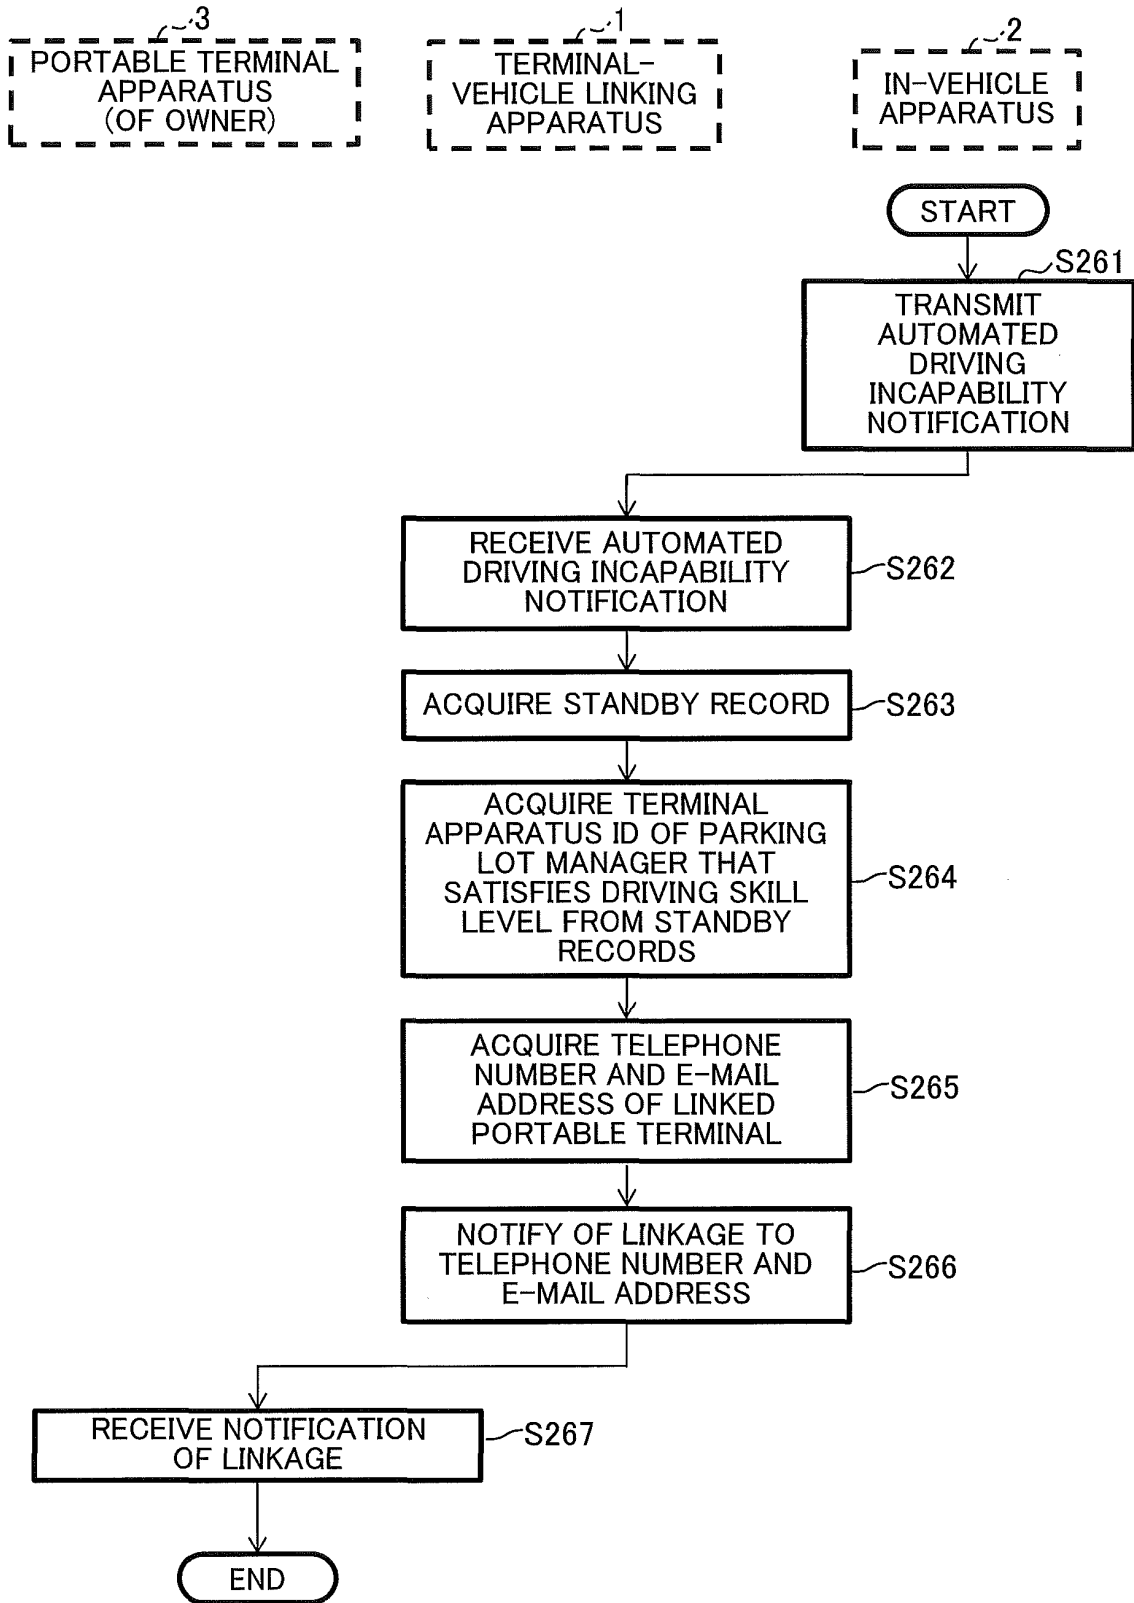 3
PORTABLE TERMINAL
APPARATUS
(OF OWNER)
1
TERMINAL-
VEHICLE LINKING
APPARATUS
2
IN-VEHICLE
APPARATUS
START
S261
TRANSMIT
AUTOMATED
DRIVING
INCAPABILITY
NOTIFICATION
RECEIVE AUTOMATED
DRIVING INCAPABILITY
NOTIFICATION
S262
ACQUIRE STANDBY RECORD
S263
ACQUIRE TERMINAL
APPARATUS ID OF PARKING
LOT MANAGER THAT
SATISFIES DRIVING SKILL
LEVEL FROM STANDBY
RECORDS
S264
ACQUIRE TELEPHONE
NUMBER AND E-MAIL
ADDRESS OF LINKED
PORTABLE TERMINAL
S265
NOTIFY OF LINKAGE TO
TELEPHONE NUMBER AND
E-MAIL ADDRESS
S266
RECEIVE NOTIFICATION
OF LINKAGE
S267
END